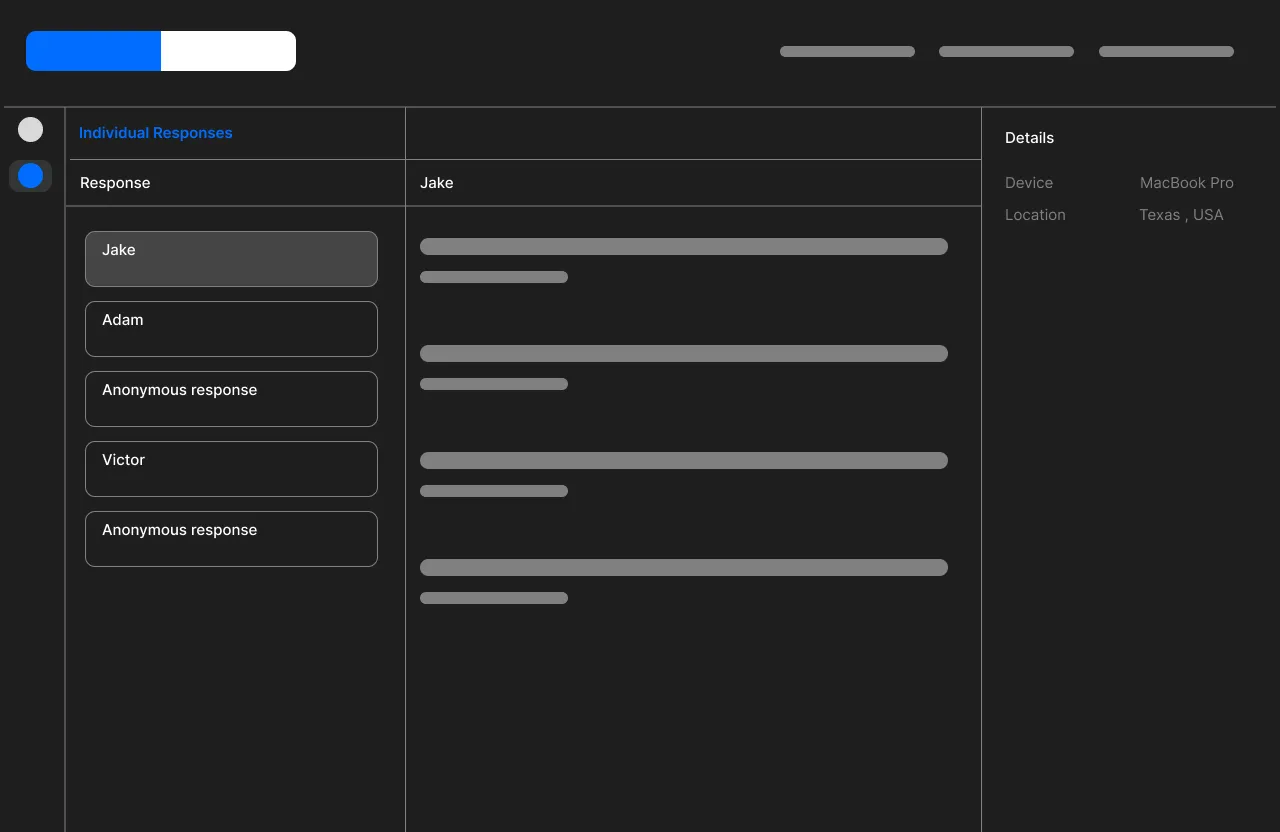 Individual Responses
Response
Jake
Adam
Anonymous response
Victor
Anonymous response
Jake
Details
Device MacBook Pro
Location Texas , USA